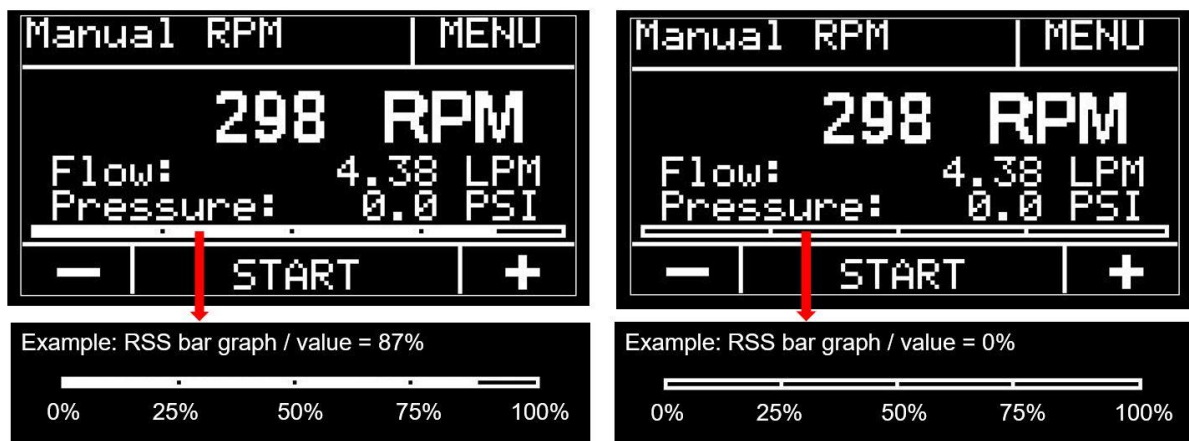 Manual RPM MENU
298 RPM
Flow: 4.38 LPM
Pressure: 0.0 PSI
— START +
Example: RSS bar graph / value = 87%
0% 25% 50% 75% 100%
Manual RPM MENU
298 RPM
Flow: 4.38 LPM
Pressure: 0.0 PSI
— START +
Example: RSS bar graph / value = 0%
0% 25% 50% 75% 100%